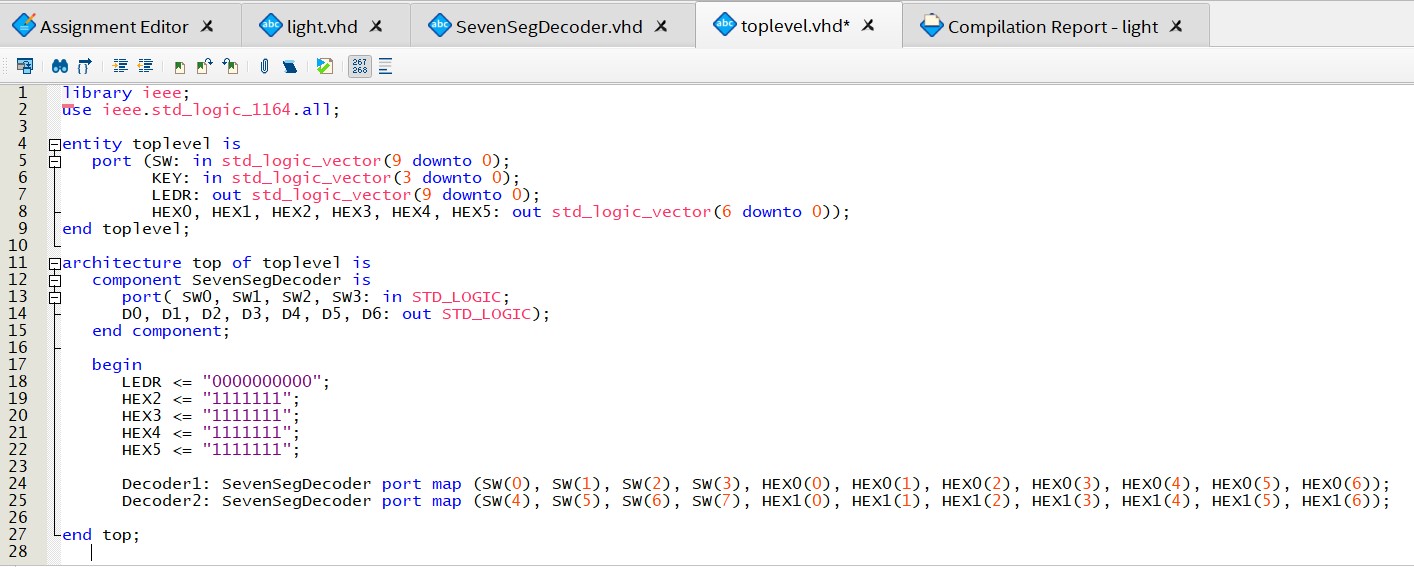 Assignment Editor light.vhd SevenSegDecoder.vhd toplevel.vhd* Compilation Report - light
267
268
1 library ieee;
2 use ieee.std_logic_1164.all;
3
4 entity toplevel is
5 port (SW: in std_logic_vector(9 downto 0);
6 KEY: in std_logic_vector(3 downto 0);
7 LEDR: out std_logic_vector(9 downto 0);
8 HEX0, HEX1, HEX2, HEX3, HEX4, HEX5: out std_logic_vector(6 downto 0));
9 end toplevel;
10
11 architecture top of toplevel is
12 component SevenSegDecoder is
13 port( SW0, SW1, SW2, SW3: in STD_LOGIC;
14 D0, D1, D2, D3, D4, D5, D6: out STD_LOGIC);
15 end component;
16
17 begin
18 LEDR <= "0000000000";
19 HEX2 <= "1111111";
20 HEX3 <= "1111111";
21 HEX4 <= "1111111";
22 HEX5 <= "1111111";
23
24 Decoder1: SevenSegDecoder port map (SW(0), SW(1), SW(2), SW(3), HEX0(0), HEX0(1), HEX0(2), HEX0(3), HEX0(4), HEX0(5), HEX0(6));
25 Decoder2: SevenSegDecoder port map (SW(4), SW(5), SW(6), SW(7), HEX1(0), HEX1(1), HEX1(2), HEX1(3), HEX1(4), HEX1(5), HEX1(6));
26
27 end top;
28